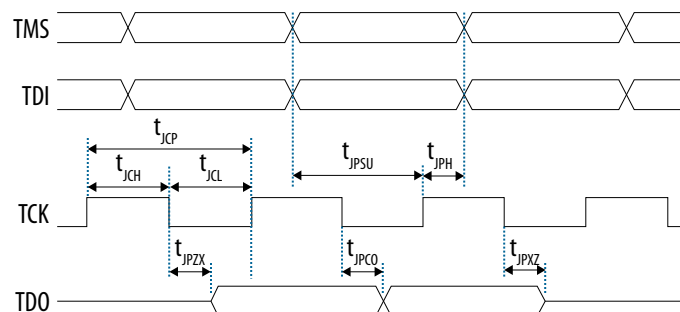 TMS
TDI
tJCP
tJCH tJCL tJPSU tJPH
TCK
tJPZX tJPCO tJPXZ
TDO